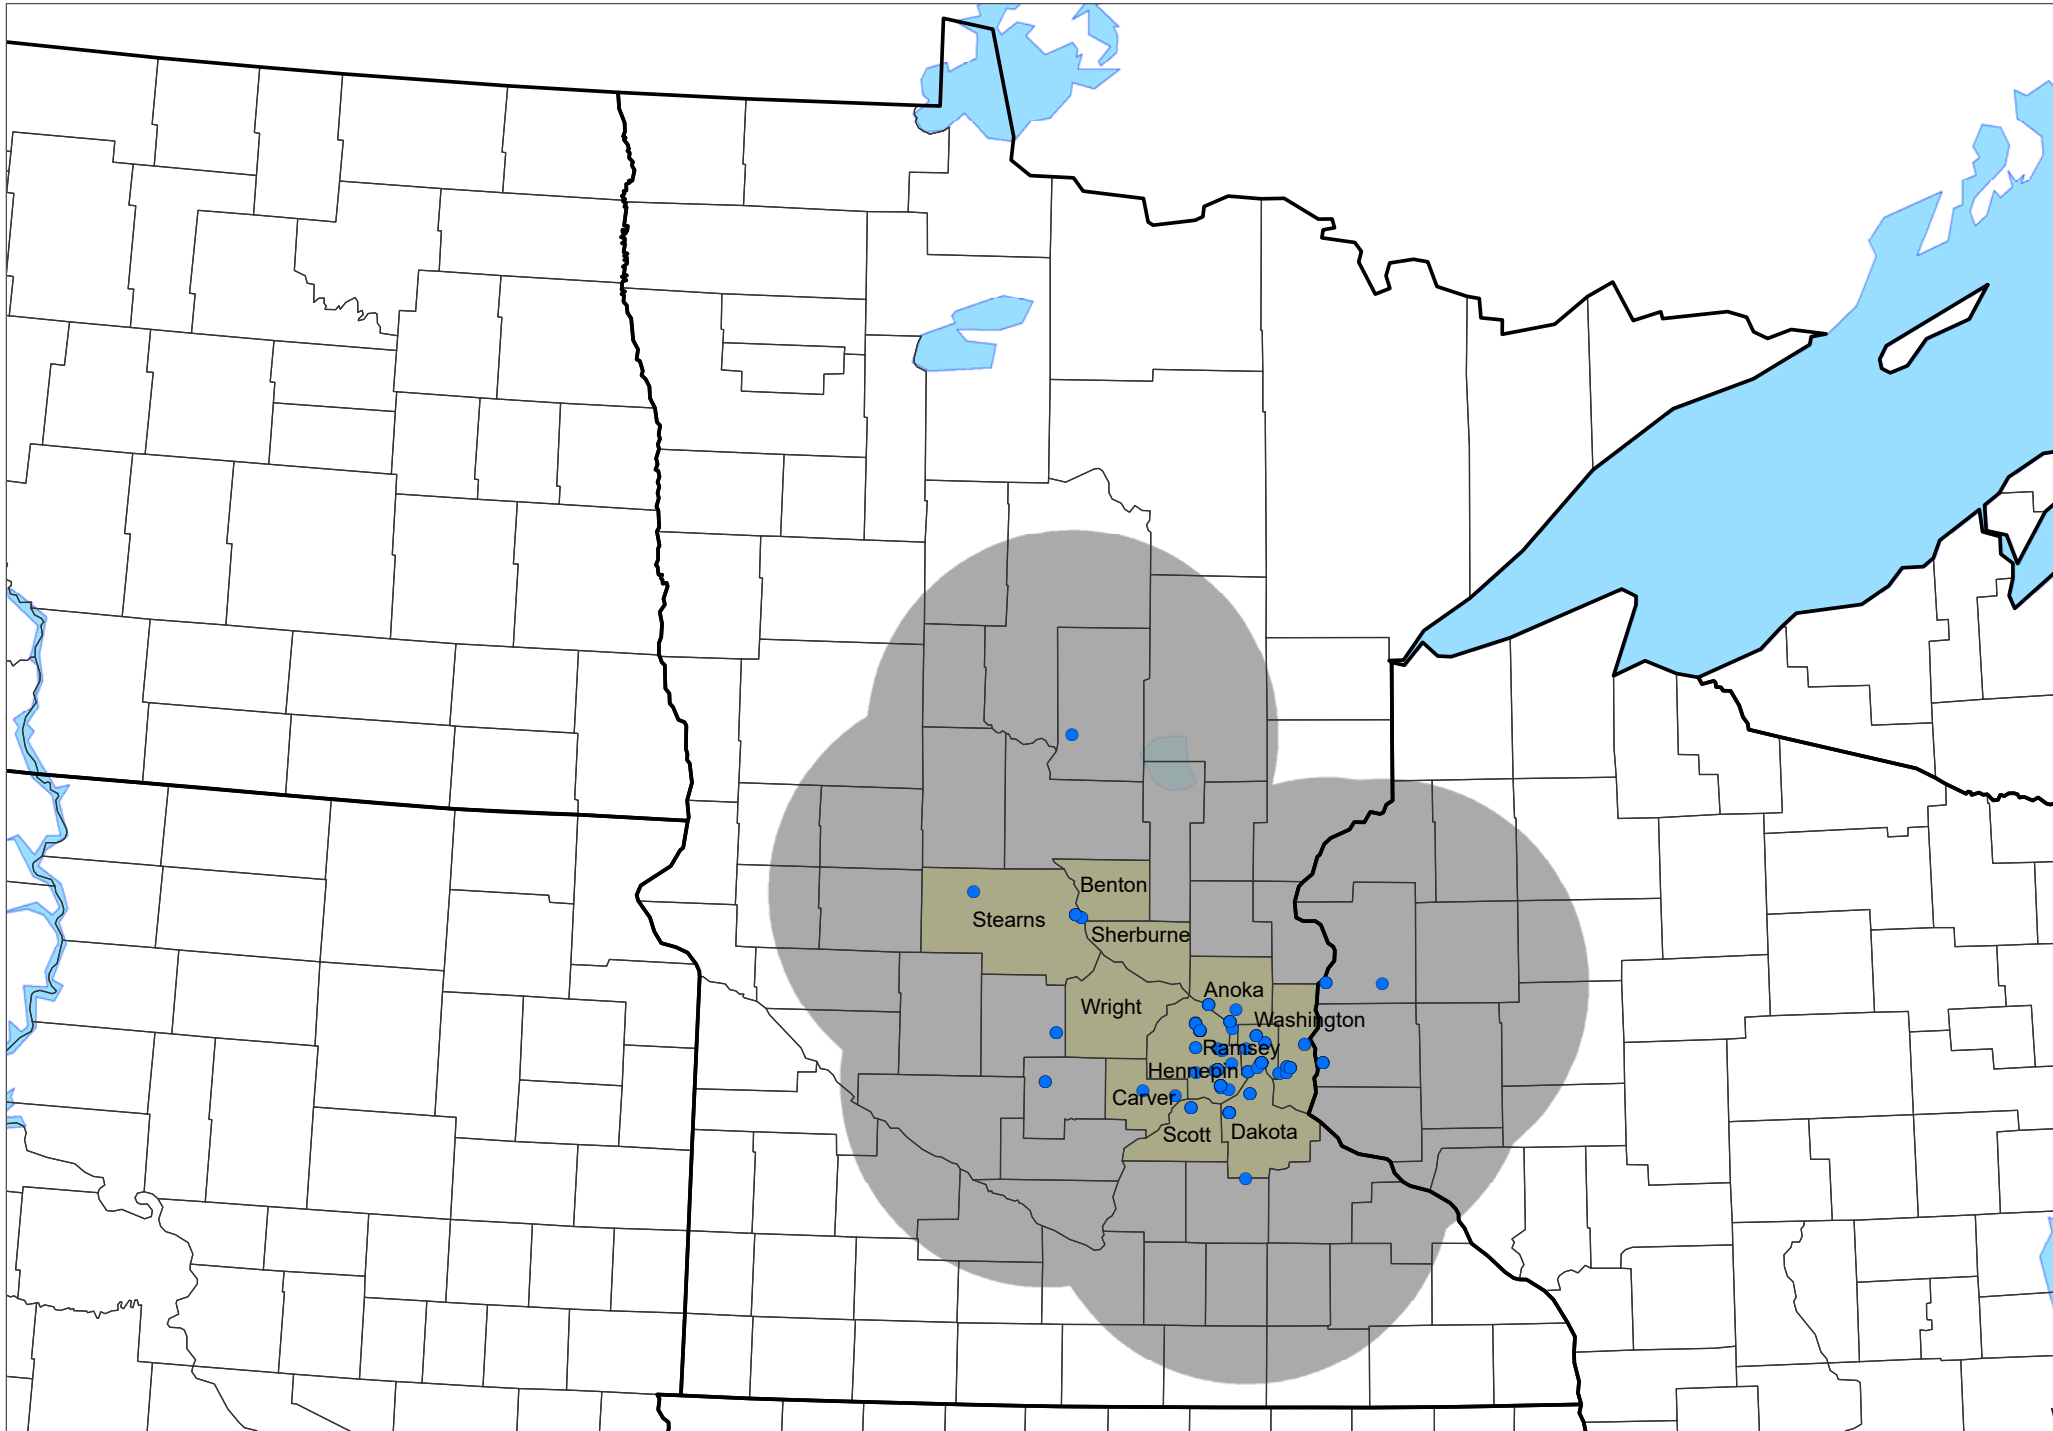 Benton
Stearns
Sherburne
Anoka
Wright
Washington
Ramsey
Hennepin
Carver
Scott
Dakota